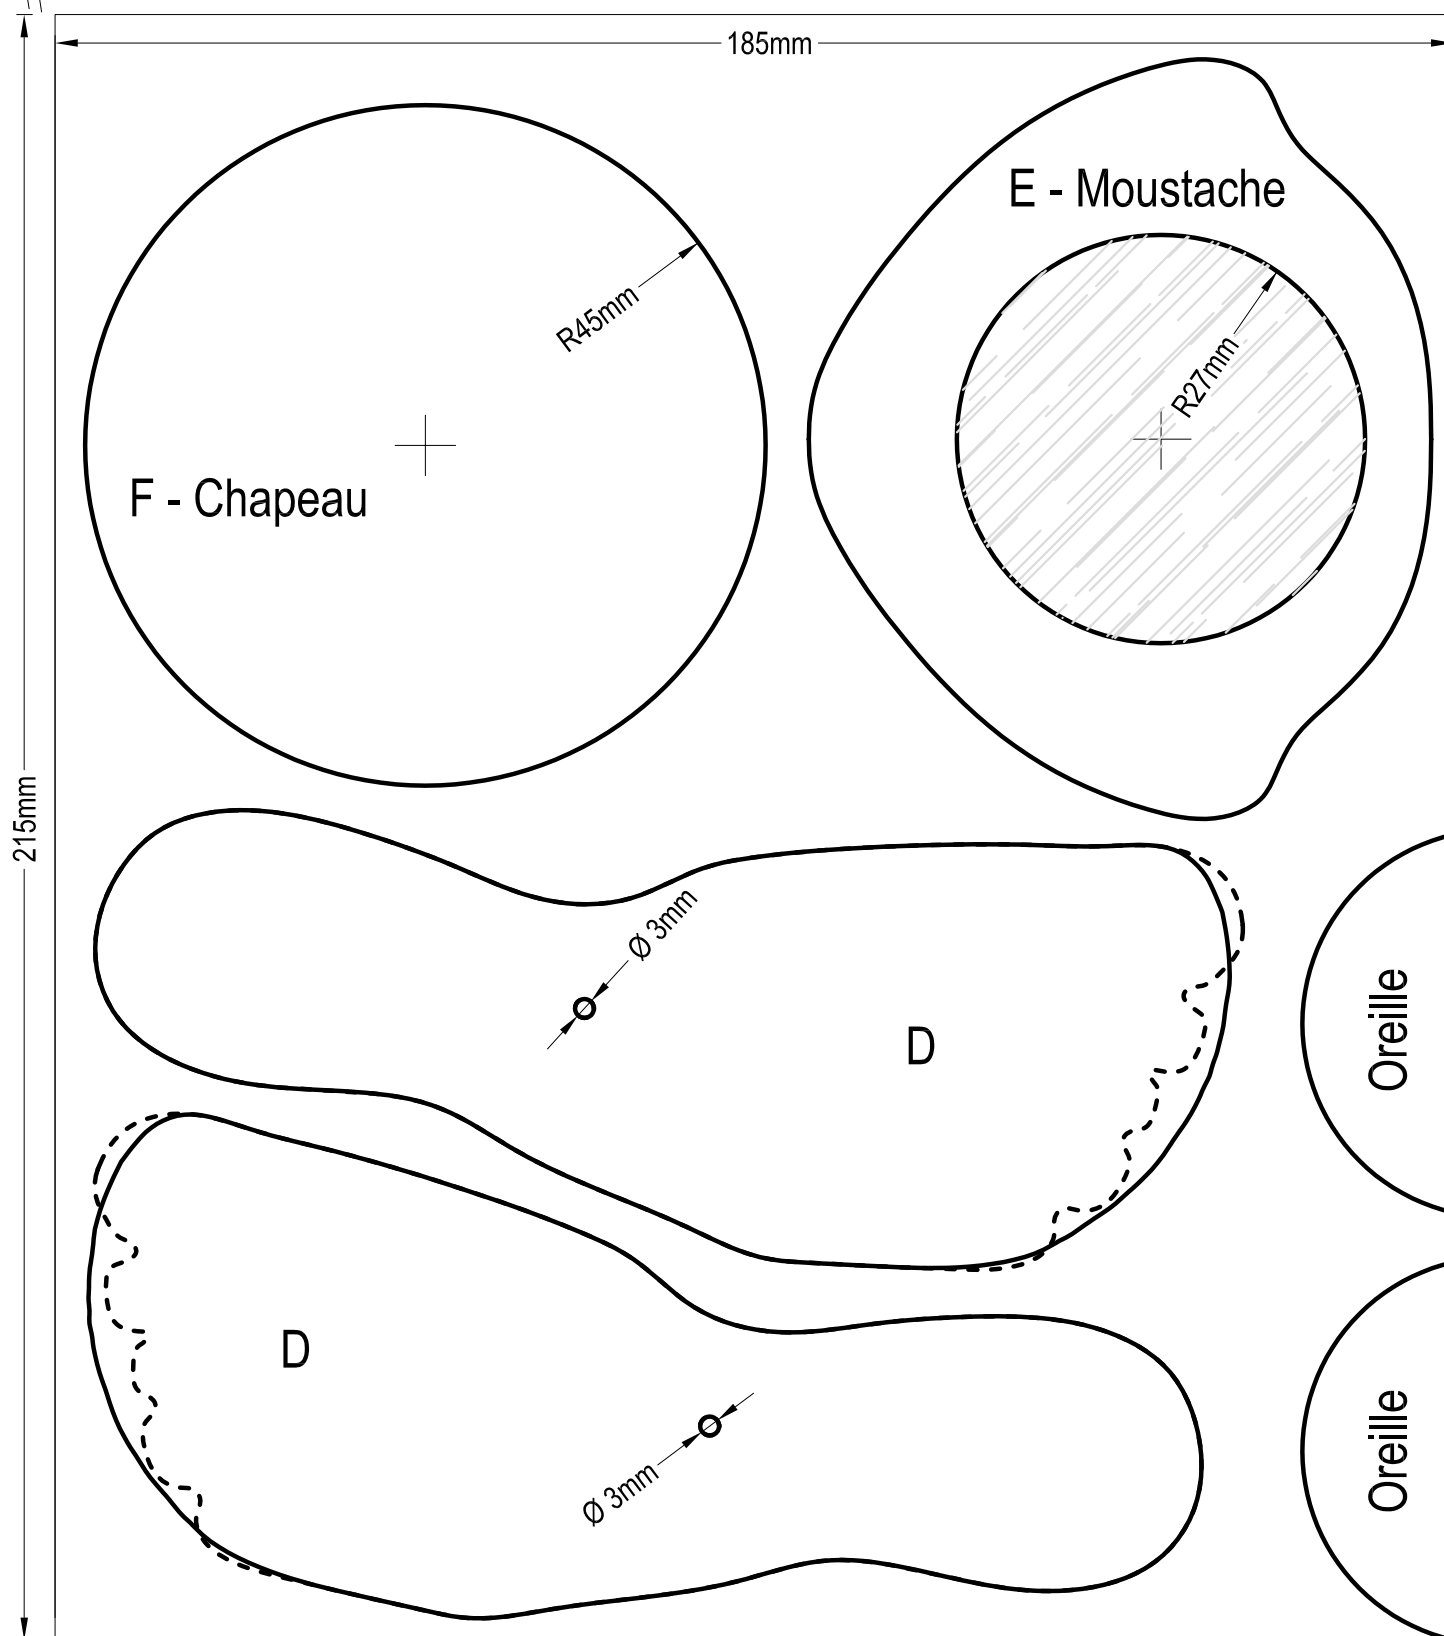 185mm
E - Moustache
R45mm
R27mm
F - Chapeau
215mm
Ø 3mm
D
Oreille
D
Oreille
Ø 3mm